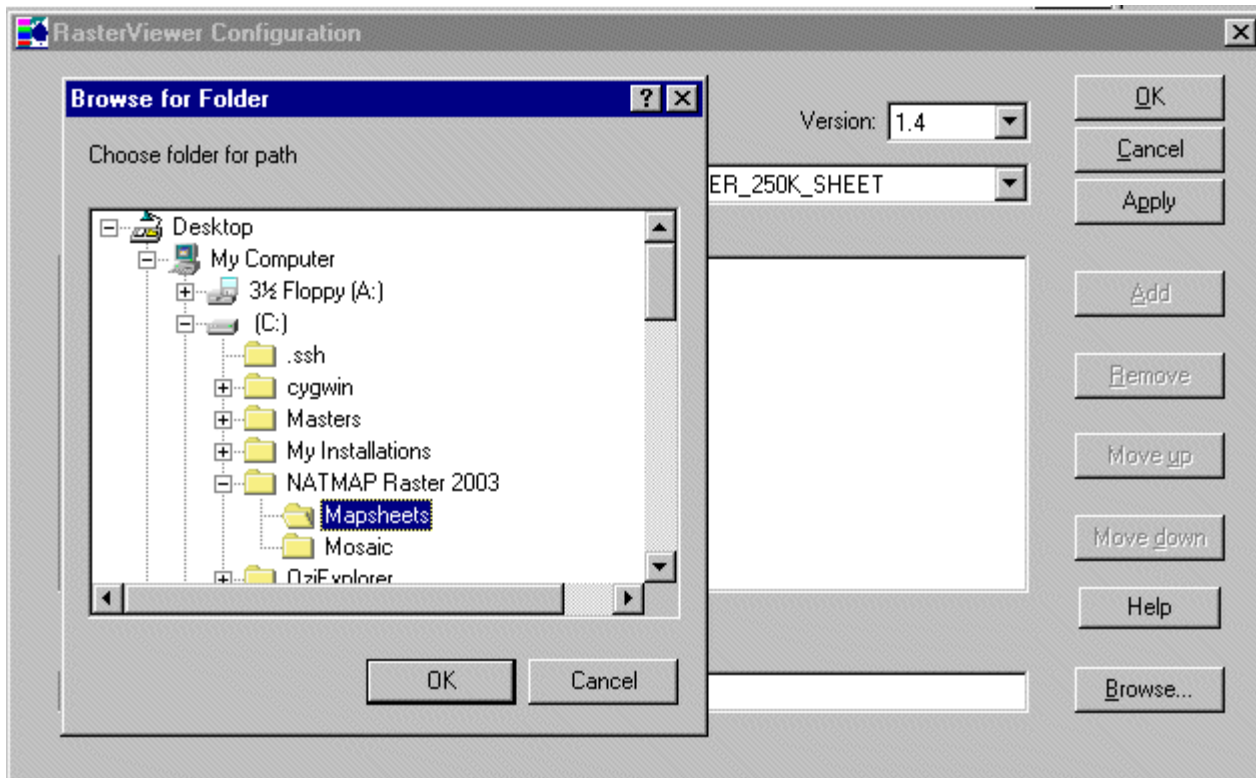 RasterViewer Configuration
Browse for Folder
Choose folder for path
Desktop
My Computer
3½ Floppy (A:)
(C:)
.ssh
cygwin
Masters
My Installations
NATMAP Raster 2003
Mapsheets
Mosaic
OziExplorer
OK
Cancel
Version: 1.4
ER_250K_SHEET
OK
Cancel
Apply
Add
Remove
Move up
Move down
Help
Browse...